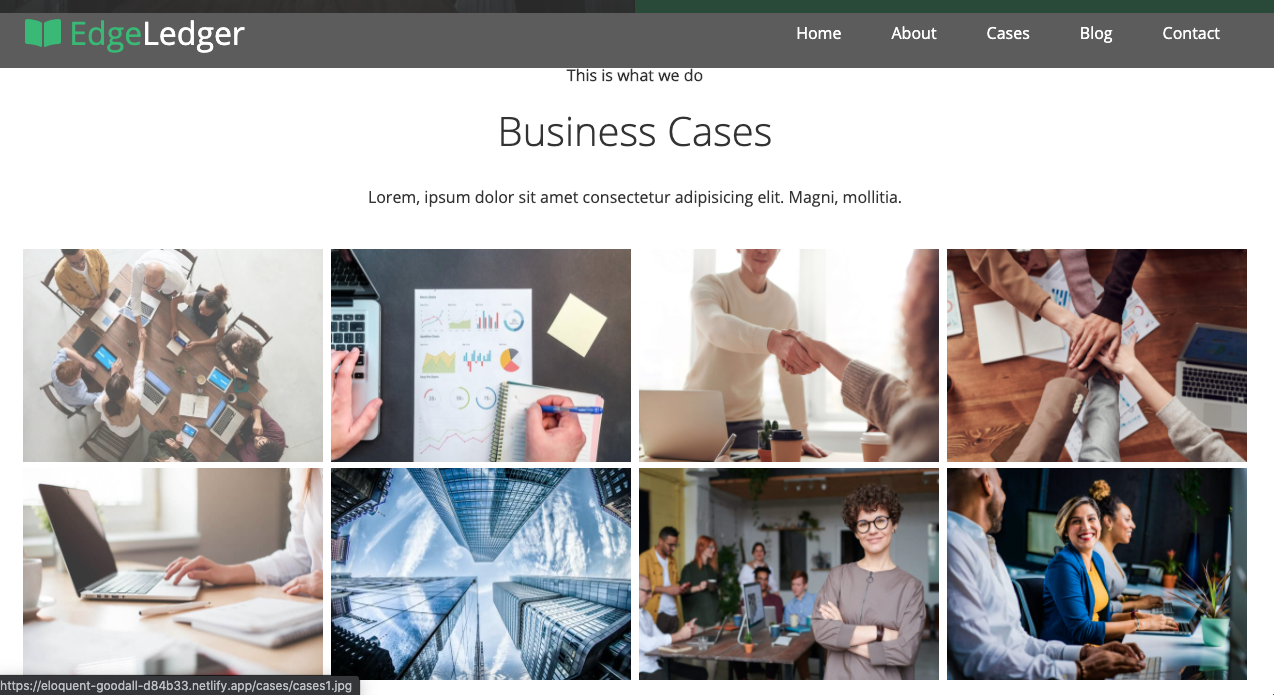 EdgeLedger
Home About Cases Blog Contact
This is what we do
Business Cases
Lorem, ipsum dolor sit amet consectetur adipisicing elit. Magni, mollitia.
https://eloquent-goodall-d84b33.netlify.app/cases/cases1.jpg